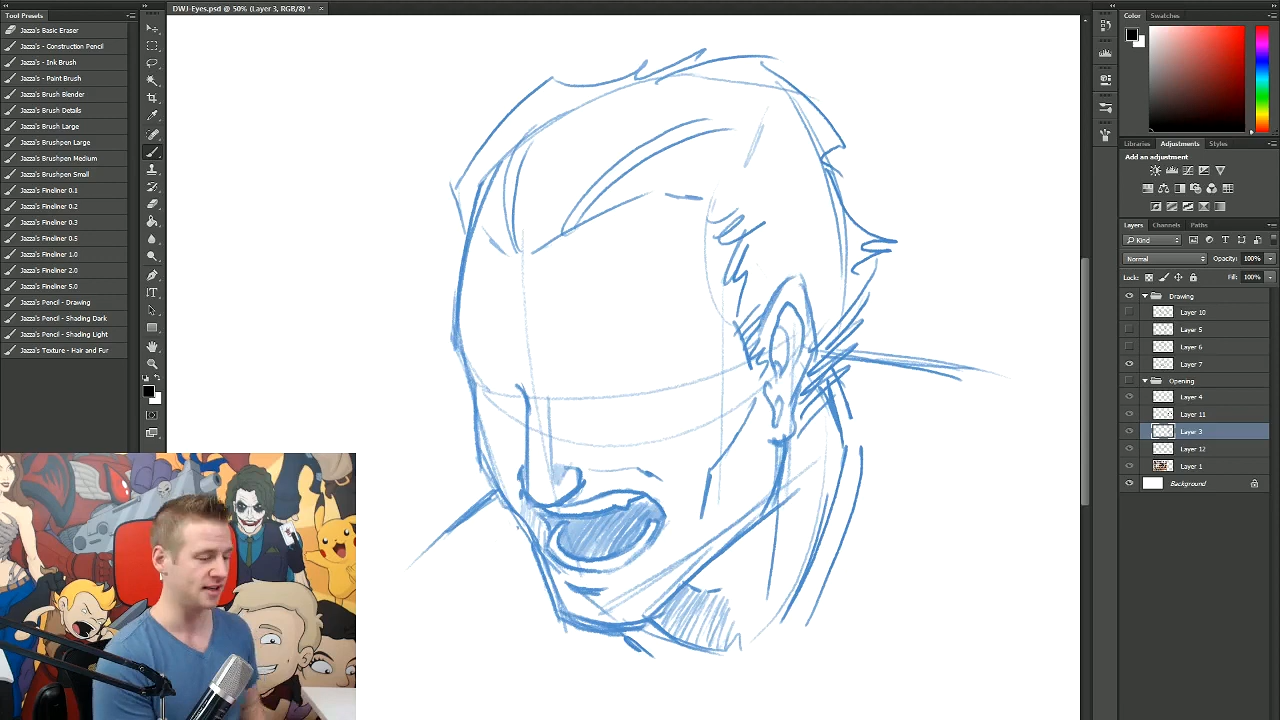 DWJ-Eyes.psd @ 50% (Layer 3, RGB/8) *
Tool Presets
Jazza's Basic Eraser
Jazza's - Construction Pencil
Jazza's - Ink Brush
Jazza's - Paint Brush
Jazza's Brush Blender
Jazza's Brush Details
Jazza's Brush Large
Jazza's Brushpen Large
Jazza's Brushpen Medium
Jazza's Brushpen Small
Jazza's Fineliner 0.1
Jazza's Fineliner 0.2
Jazza's Fineliner 0.3
Jazza's Fineliner 0.5
Jazza's Fineliner 1.0
Jazza's Fineliner 2.0
Jazza's Fineliner 5.0
Jazza's Pencil - Drawing
Jazza's Pencil - Shading Dark
Jazza's Pencil - Shading Light
Jazza's Texture - Hair and Fur
Color Swatches
Libraries Adjustments Styles
Add an adjustment
Layers Channels Paths
Kind
Normal Opacity: 100%
Lock: Fill: 100%
Drawing
Layer 10
Layer 5
Layer 6
Layer 7
Opening
Layer 4
Layer 11
Layer 3
Layer 12
Layer 1
Background